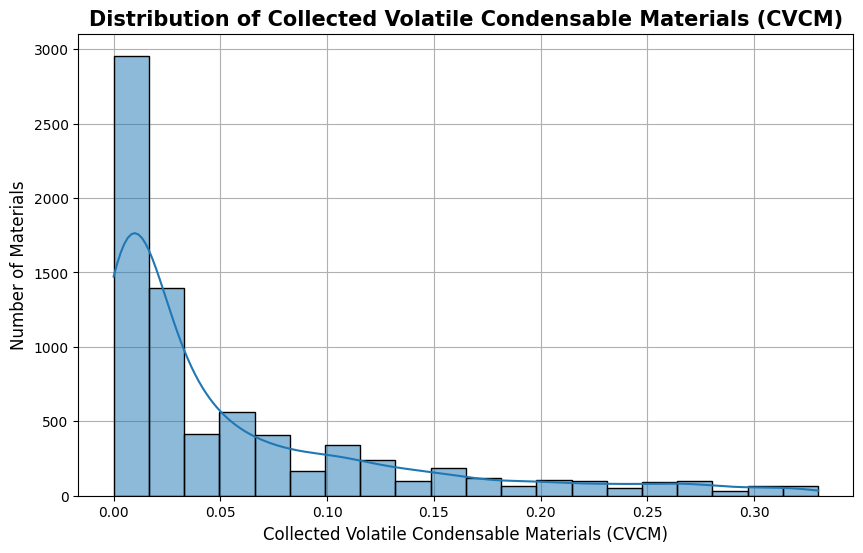 Distribution of Collected Volatile Condensable Materials (CVCM)
Number of Materials
3000
2500
2000
1500
1000
500
0
0.00 0.05 0.10 0.15 0.20 0.25 0.30
Collected Volatile Condensable Materials (CVCM)